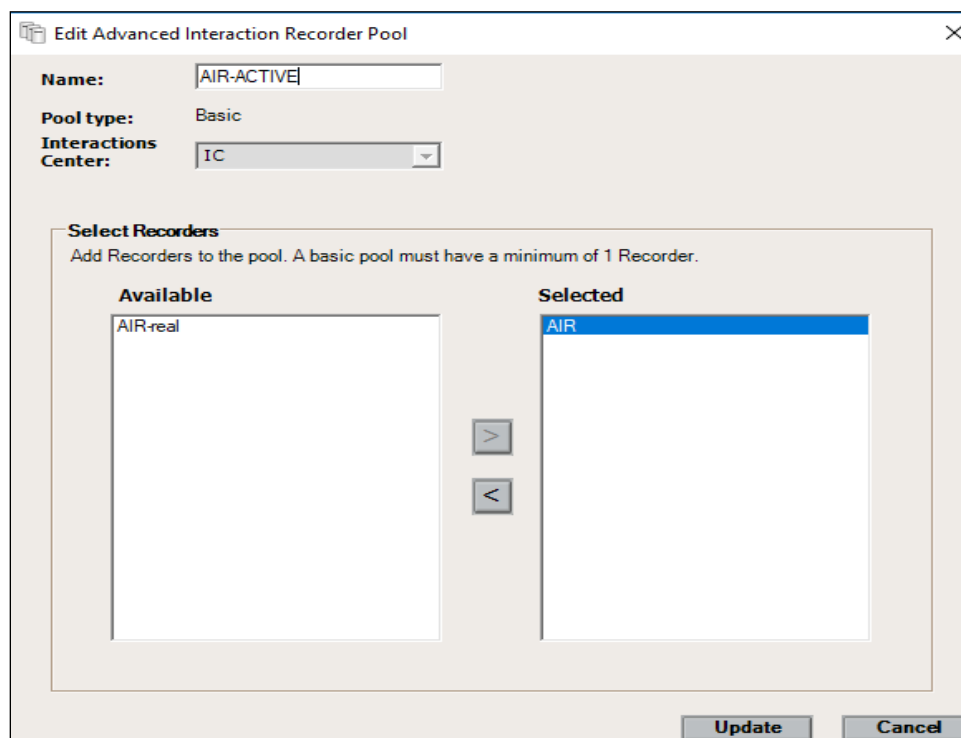 Edit Advanced Interaction Recorder Pool
Name: AIR-ACTIVE
Pool type: Basic
Interactions
Center: IC
Select Recorders
Add Recorders to the pool. A basic pool must have a minimum of 1 Recorder.
Available Selected
AIR-real AIR
>
<
Update Cancel